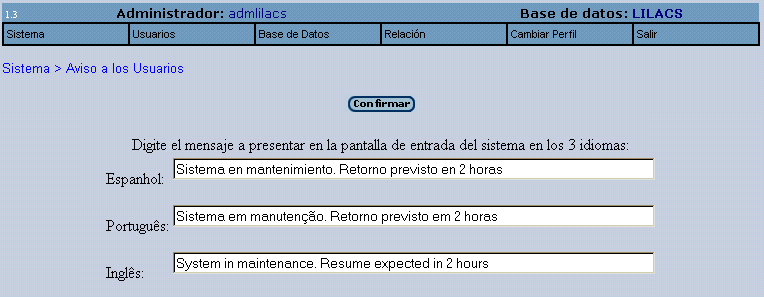 1.3 Administrador: admlilacs Base de datos: LILACS
Sistema Usuarios Base de Datos Relación Cambiar Perfil Salir
Sistema > Aviso a los Usuarios
Confirmar
Digite el mensaje a presentar en la pantalla de entrada del sistema en los 3 idiomas:
Espanhol: Sistema en mantenimiento. Retorno previsto en 2 horas
Português: Sistema em manutenção. Retorno previsto em 2 horas
Inglês: System in maintenance. Resume expected in 2 hours